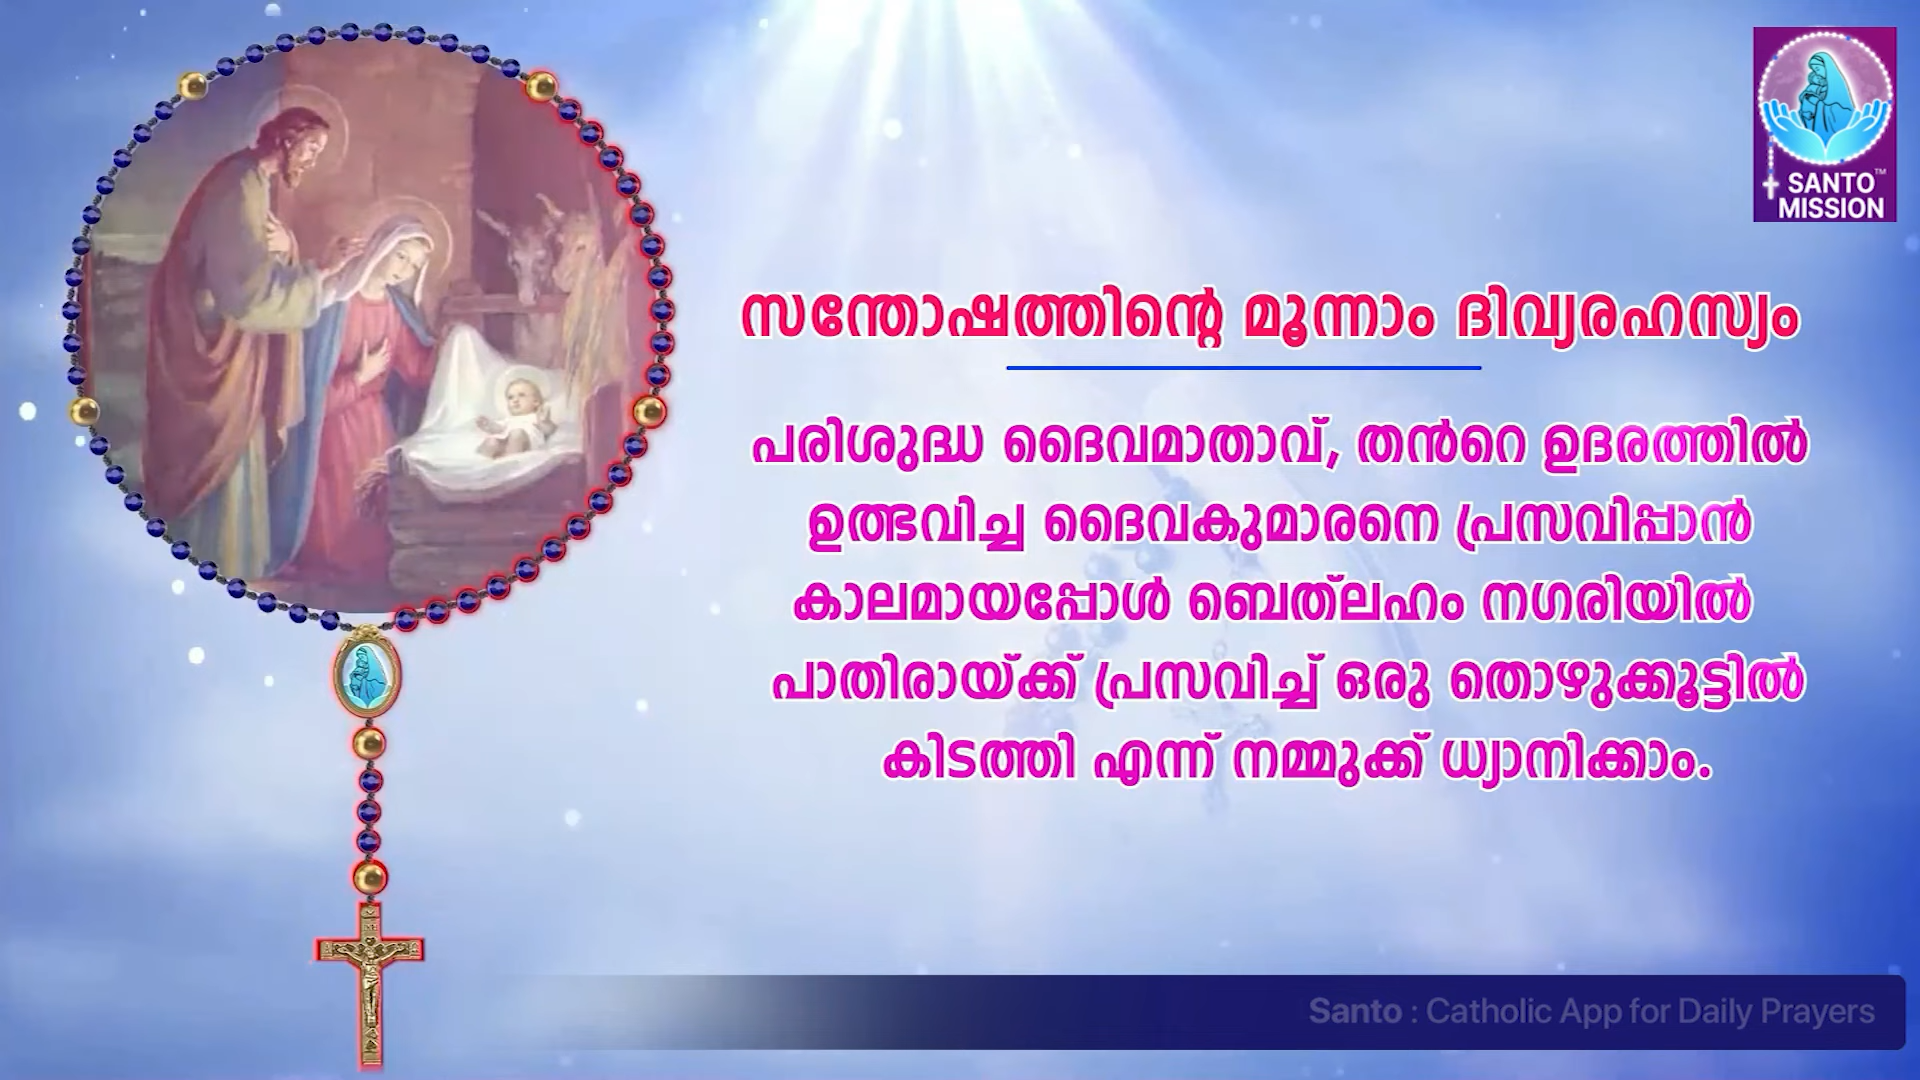 SANTO™
MISSION
സന്തോഷത്തിന്റെ മൂന്നാം ദിവ്യരഹസ്യം
പരിശുദ്ധ ദൈവമാതാവ്, തൻറെ ഉദരത്തിൽ
ഉത്ഭവിച്ച ദൈവകുമാരനെ പ്രസവിപ്പാൻ
കാലമായപ്പോൾ ബെത്‌ലഹം നഗരിയിൽ
പാതിരായ്ക്ക് പ്രസവിച്ച് ഒരു തൊഴുക്കൂട്ടിൽ
കിടത്തി എന്ന് നമ്മുക്ക് ധ്യാനിക്കാം.
Santo : Catholic App for Daily Prayers